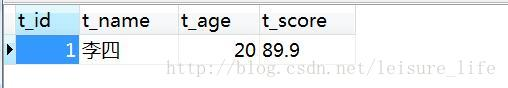 t_id t_name t_age t_score
1 李四 20 89.9
http://blog.csdn.net/leisure_life